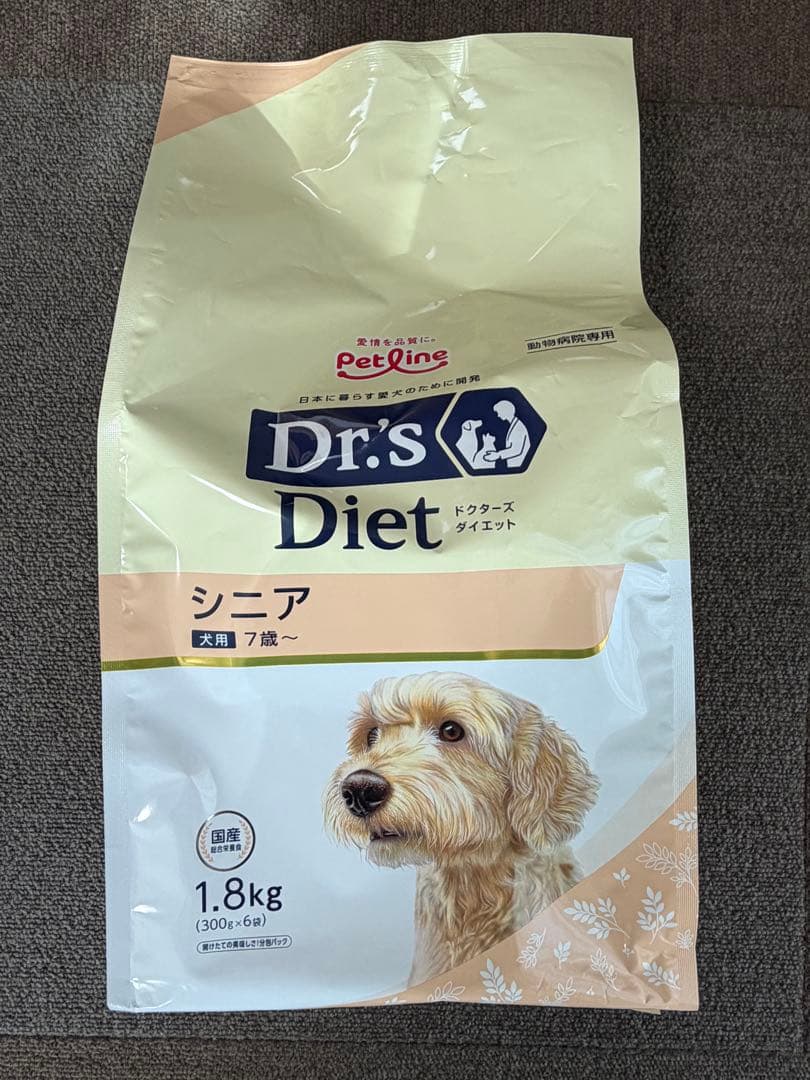 愛情を品質に。
Petline
動物病院専用
日本に暮らす愛犬のために開発
Dr.'s
Diet
ドクターズ
ダイエット
シニア
犬用 7歳～
国産
総合栄養食
1.8kg
(300g×6袋)
開けたての美味しさ!分包パック